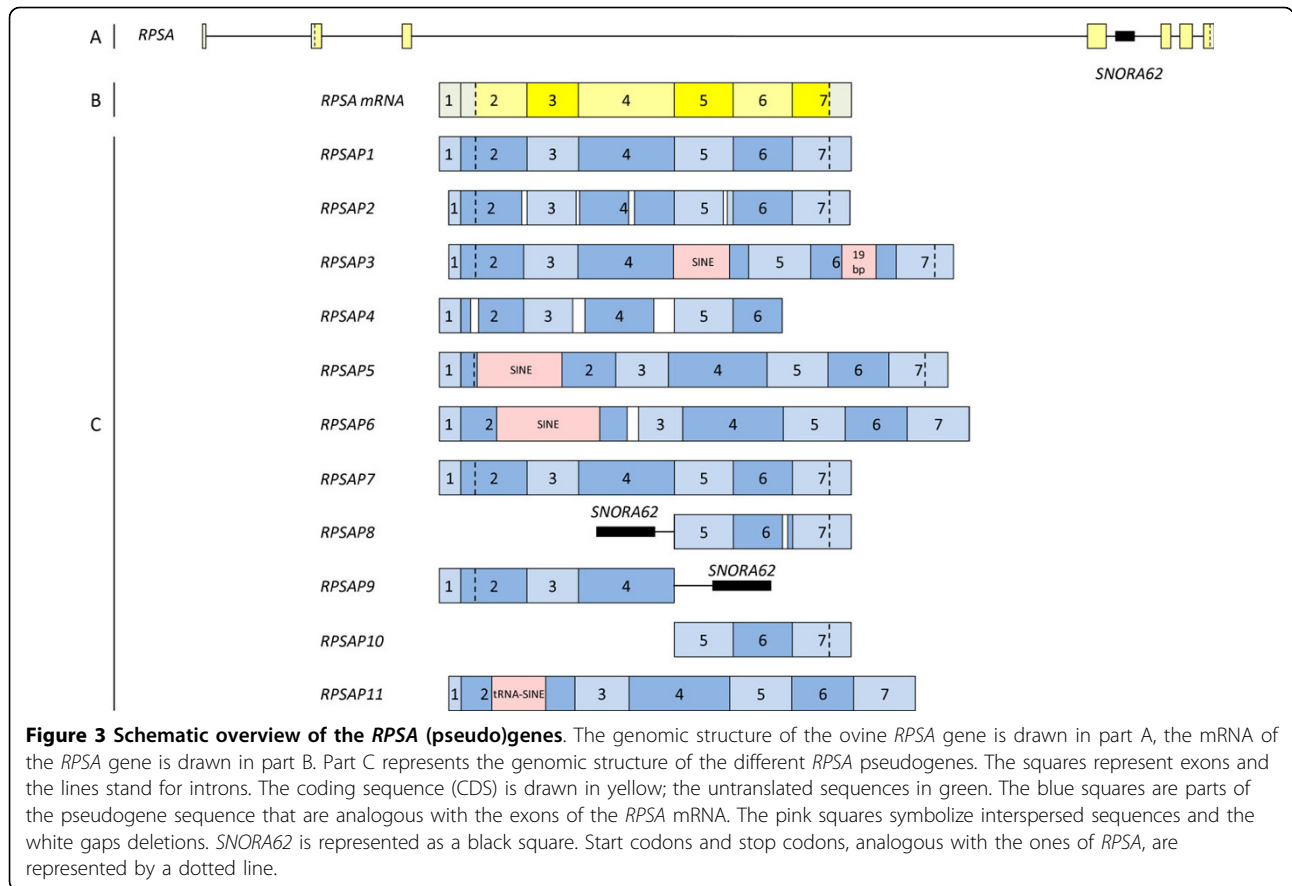 A RPSA
SNORA62
B RPSA mRNA 1 2 3 4 5 6 7
RPSAP1 1 2 3 4 5 6 7
RPSAP2 1 2 3 4 5 6 7
RPSAP3 1 2 3 4 SINE 5 6 19 bp 7
RPSAP4 1 2 3 4 5 6
RPSAP5 1 SINE 2 3 4 5 6 7
C RPSAP6 1 2 SINE 3 4 5 6 7
RPSAP7 1 2 3 4 5 6 7
SNORA62
RPSAP8 5 6 7
SNORA62
RPSAP9 1 2 3 4
RPSAP10 5 6 7
RPSAP11 1 2 tRNA-SINE 3 4 5 6 7
Figure 3 Schematic overview of the RPSA (pseudo)genes. The genomic structure of the ovine RPSA gene is drawn in part A, the mRNA of
the RPSA gene is drawn in part B. Part C represents the genomic structure of the different RPSA pseudogenes. The squares represent exons and
the lines stand for introns. The coding sequence (CDS) is drawn in yellow; the untranslated sequences in green. The blue squares are parts of
the pseudogene sequence that are analogous with the exons of the RPSA mRNA. The pink squares symbolize interspersed sequences and the
white gaps deletions. SNORA62 is represented as a black square. Start codons and stop codons, analogous with the ones of RPSA, are
represented by a dotted line.